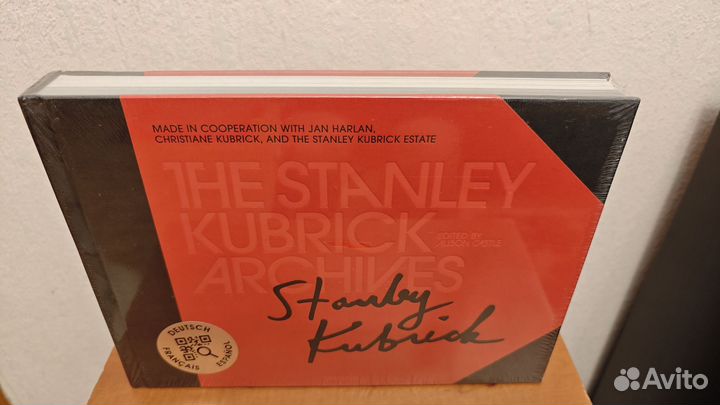 MADE IN COOPERATION WITH JAN HARLAN,
CHRISTIANE KUBRICK, AND THE STANLEY KUBRICK ESTATE
THE STANLEY
KUBRICK
EDITED BY
ALISON CASTLE
ARCHIVES
Stanley
Kubrick
DEUTSCH
FRANÇAIS
ESPAÑOL
Avito